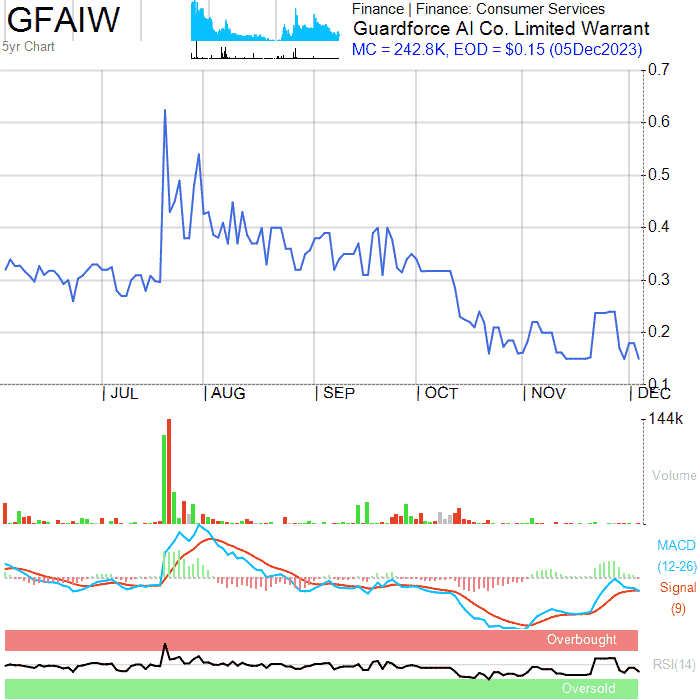 GFAIW
5yr Chart
Finance | Finance: Consumer Services
Guardforce AI Co. Limited Warrant
MC = 242.8K, EOD = $0.15 (05Dec2023)
0.7
0.6
0.5
0.4
0.3
0.2
0.1
JUL AUG SEP OCT NOV DEC
144k
Volume
MACD
(12-26)
Signal
(9)
Overbought
RSI(14)
Oversold